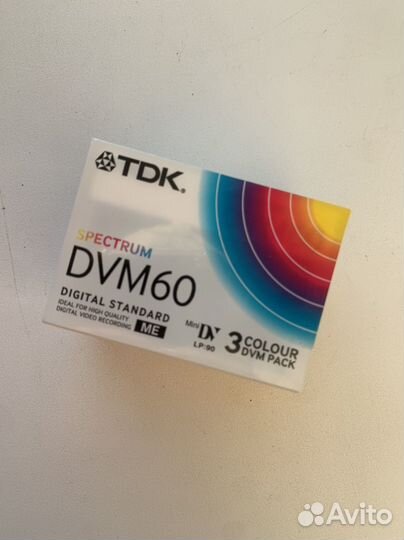 TDK.
SPECTRUM
DVM60
DIGITAL STANDARD
IDEAL FOR HIGH QUALITY
DIGITAL VIDEO RECORDING
ME
Mini DV
LP:90
3 COLOUR
DVM PACK
Avito